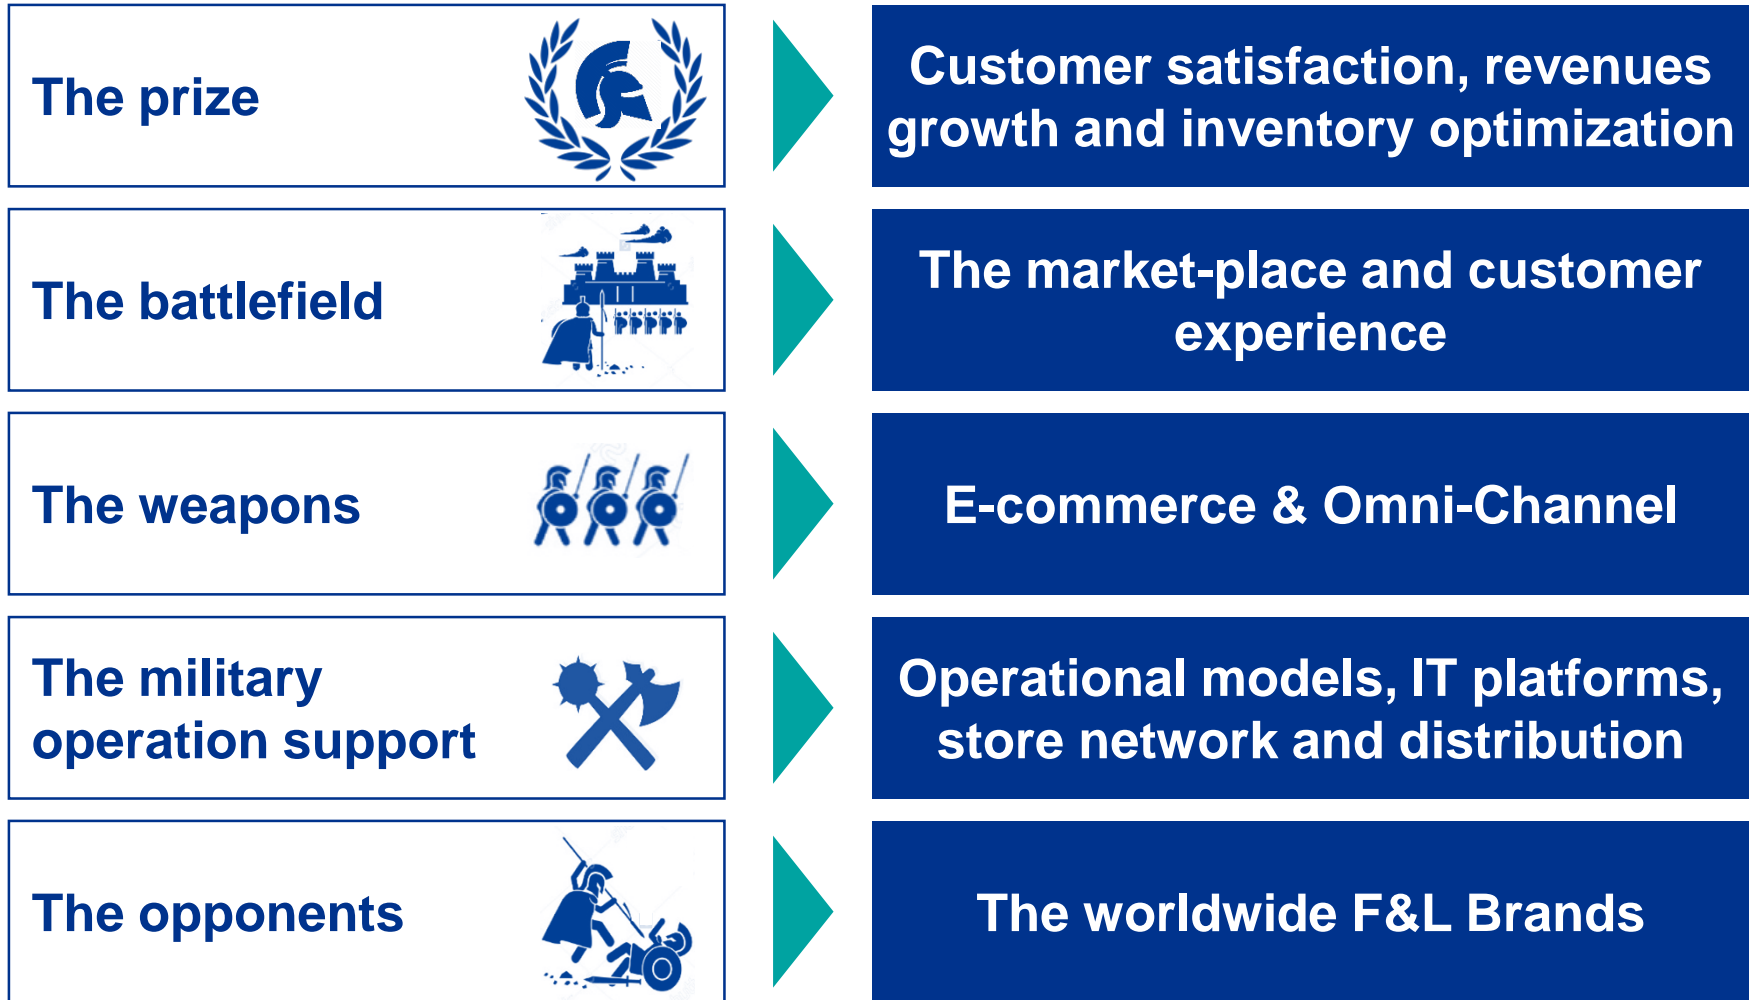 The prize
Customer satisfaction, revenues
growth and inventory optimization
The battlefield
The market-place and customer
experience
The weapons
E-commerce & Omni-Channel
The military
operation support
Operational models, IT platforms,
store network and distribution
The opponents
The worldwide F&L Brands